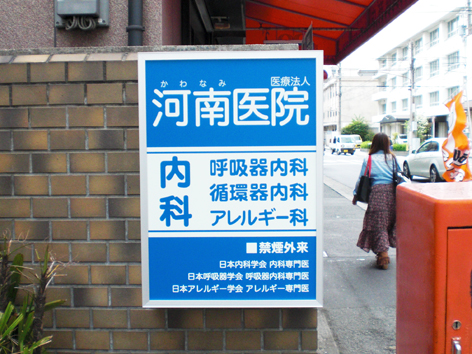 医療法人
かわなみ
河南医院
内科
呼吸器内科
循環器内科
アレルギー科
■禁煙外来
日本内科学会 内科専門医
日本呼吸器学会 呼吸器内科専門医
日本アレルギー学会 アレルギー専門医